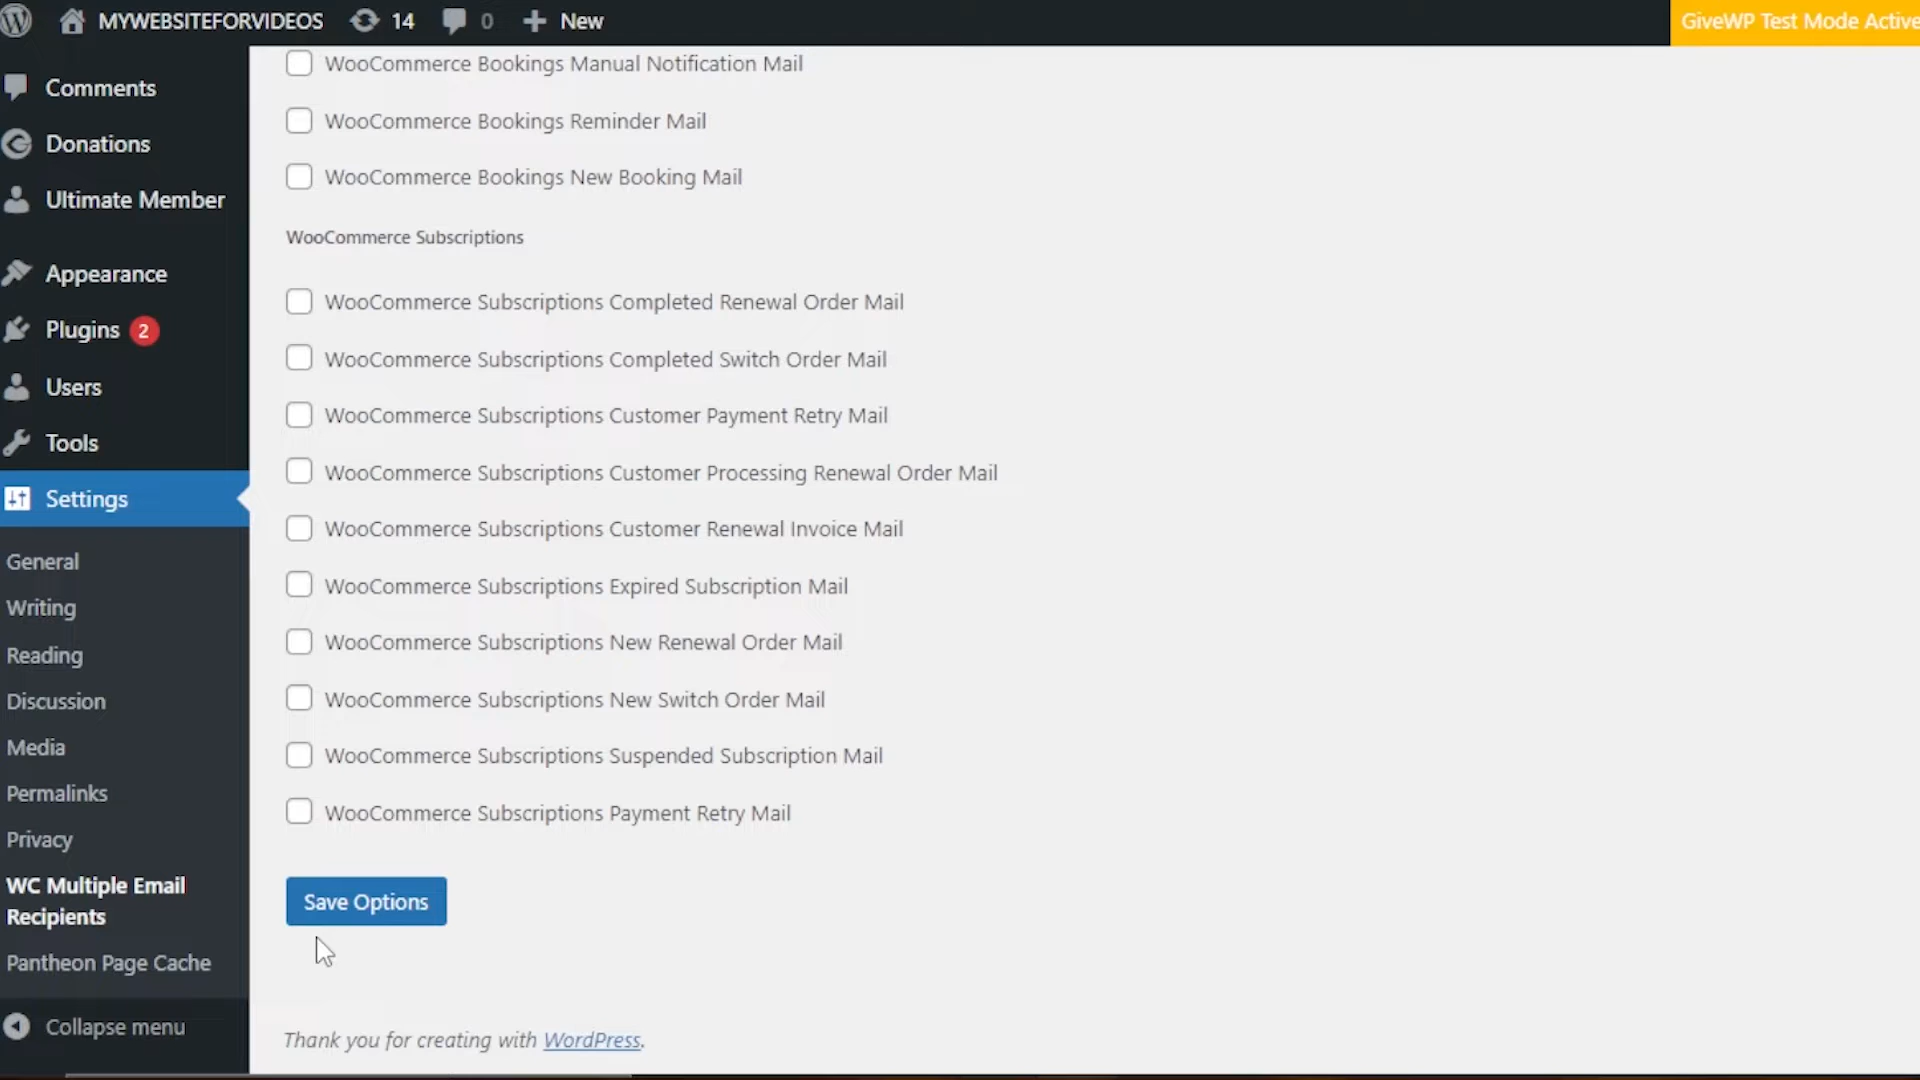 MYWEBSITEFORVIDEOS 14 0 New GiveWP Test Mode Active
Comments
Donations
Ultimate Member
Appearance
Plugins 2
Users
Tools
Settings
General
Writing
Reading
Discussion
Media
Permalinks
Privacy
WC Multiple Email
Recipients
Pantheon Page Cache
Collapse menu
WooCommerce Bookings Manual Notification Mail
WooCommerce Bookings Reminder Mail
WooCommerce Bookings New Booking Mail
WooCommerce Subscriptions
WooCommerce Subscriptions Completed Renewal Order Mail
WooCommerce Subscriptions Completed Switch Order Mail
WooCommerce Subscriptions Customer Payment Retry Mail
WooCommerce Subscriptions Customer Processing Renewal Order Mail
WooCommerce Subscriptions Customer Renewal Invoice Mail
WooCommerce Subscriptions Expired Subscription Mail
WooCommerce Subscriptions New Renewal Order Mail
WooCommerce Subscriptions New Switch Order Mail
WooCommerce Subscriptions Suspended Subscription Mail
WooCommerce Subscriptions Payment Retry Mail
Save Options
Thank you for creating with WordPress.